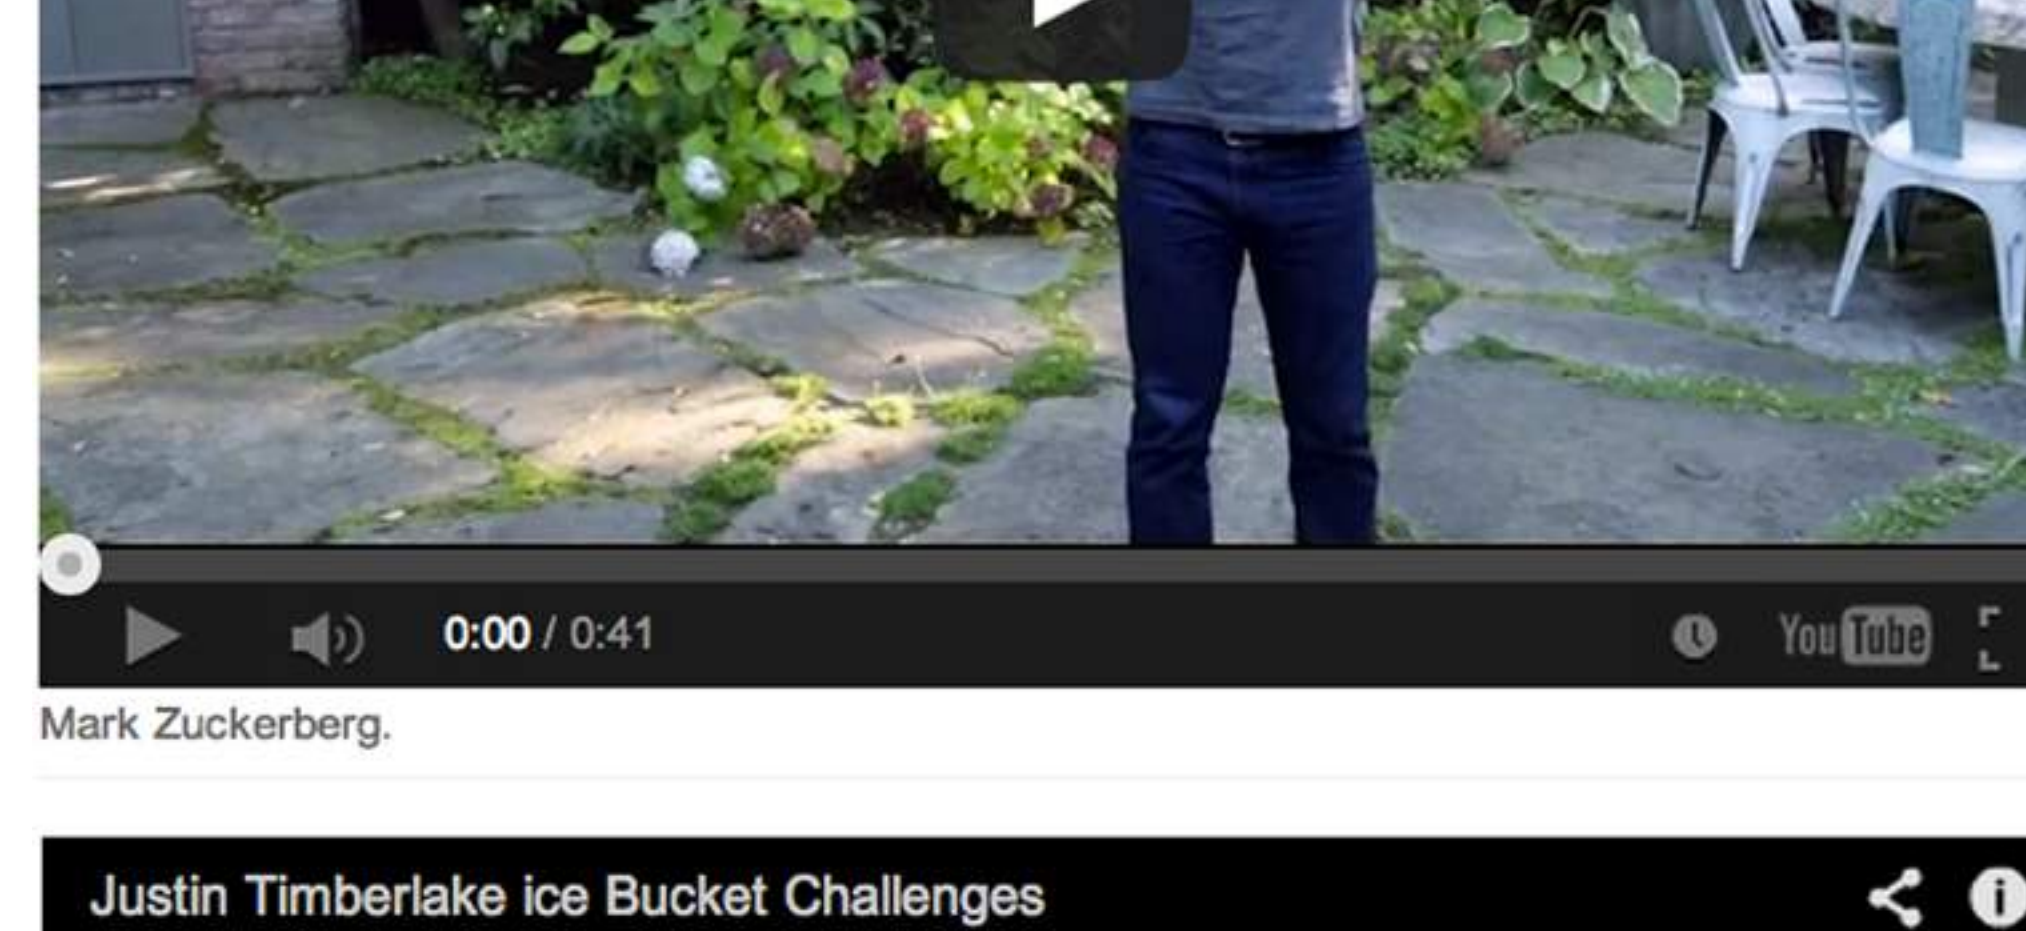 0:00 / 0:41
YouTube
Mark Zuckerberg.
Justin Timberlake ice Bucket Challenges